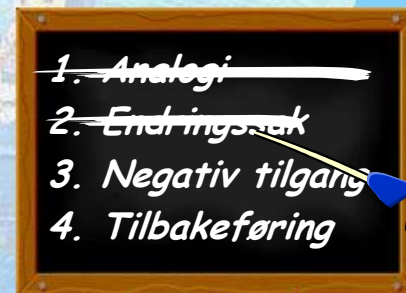 1. Analogi
2. Endringssak
3. Negativ tilgang
4. Tilbakeføring